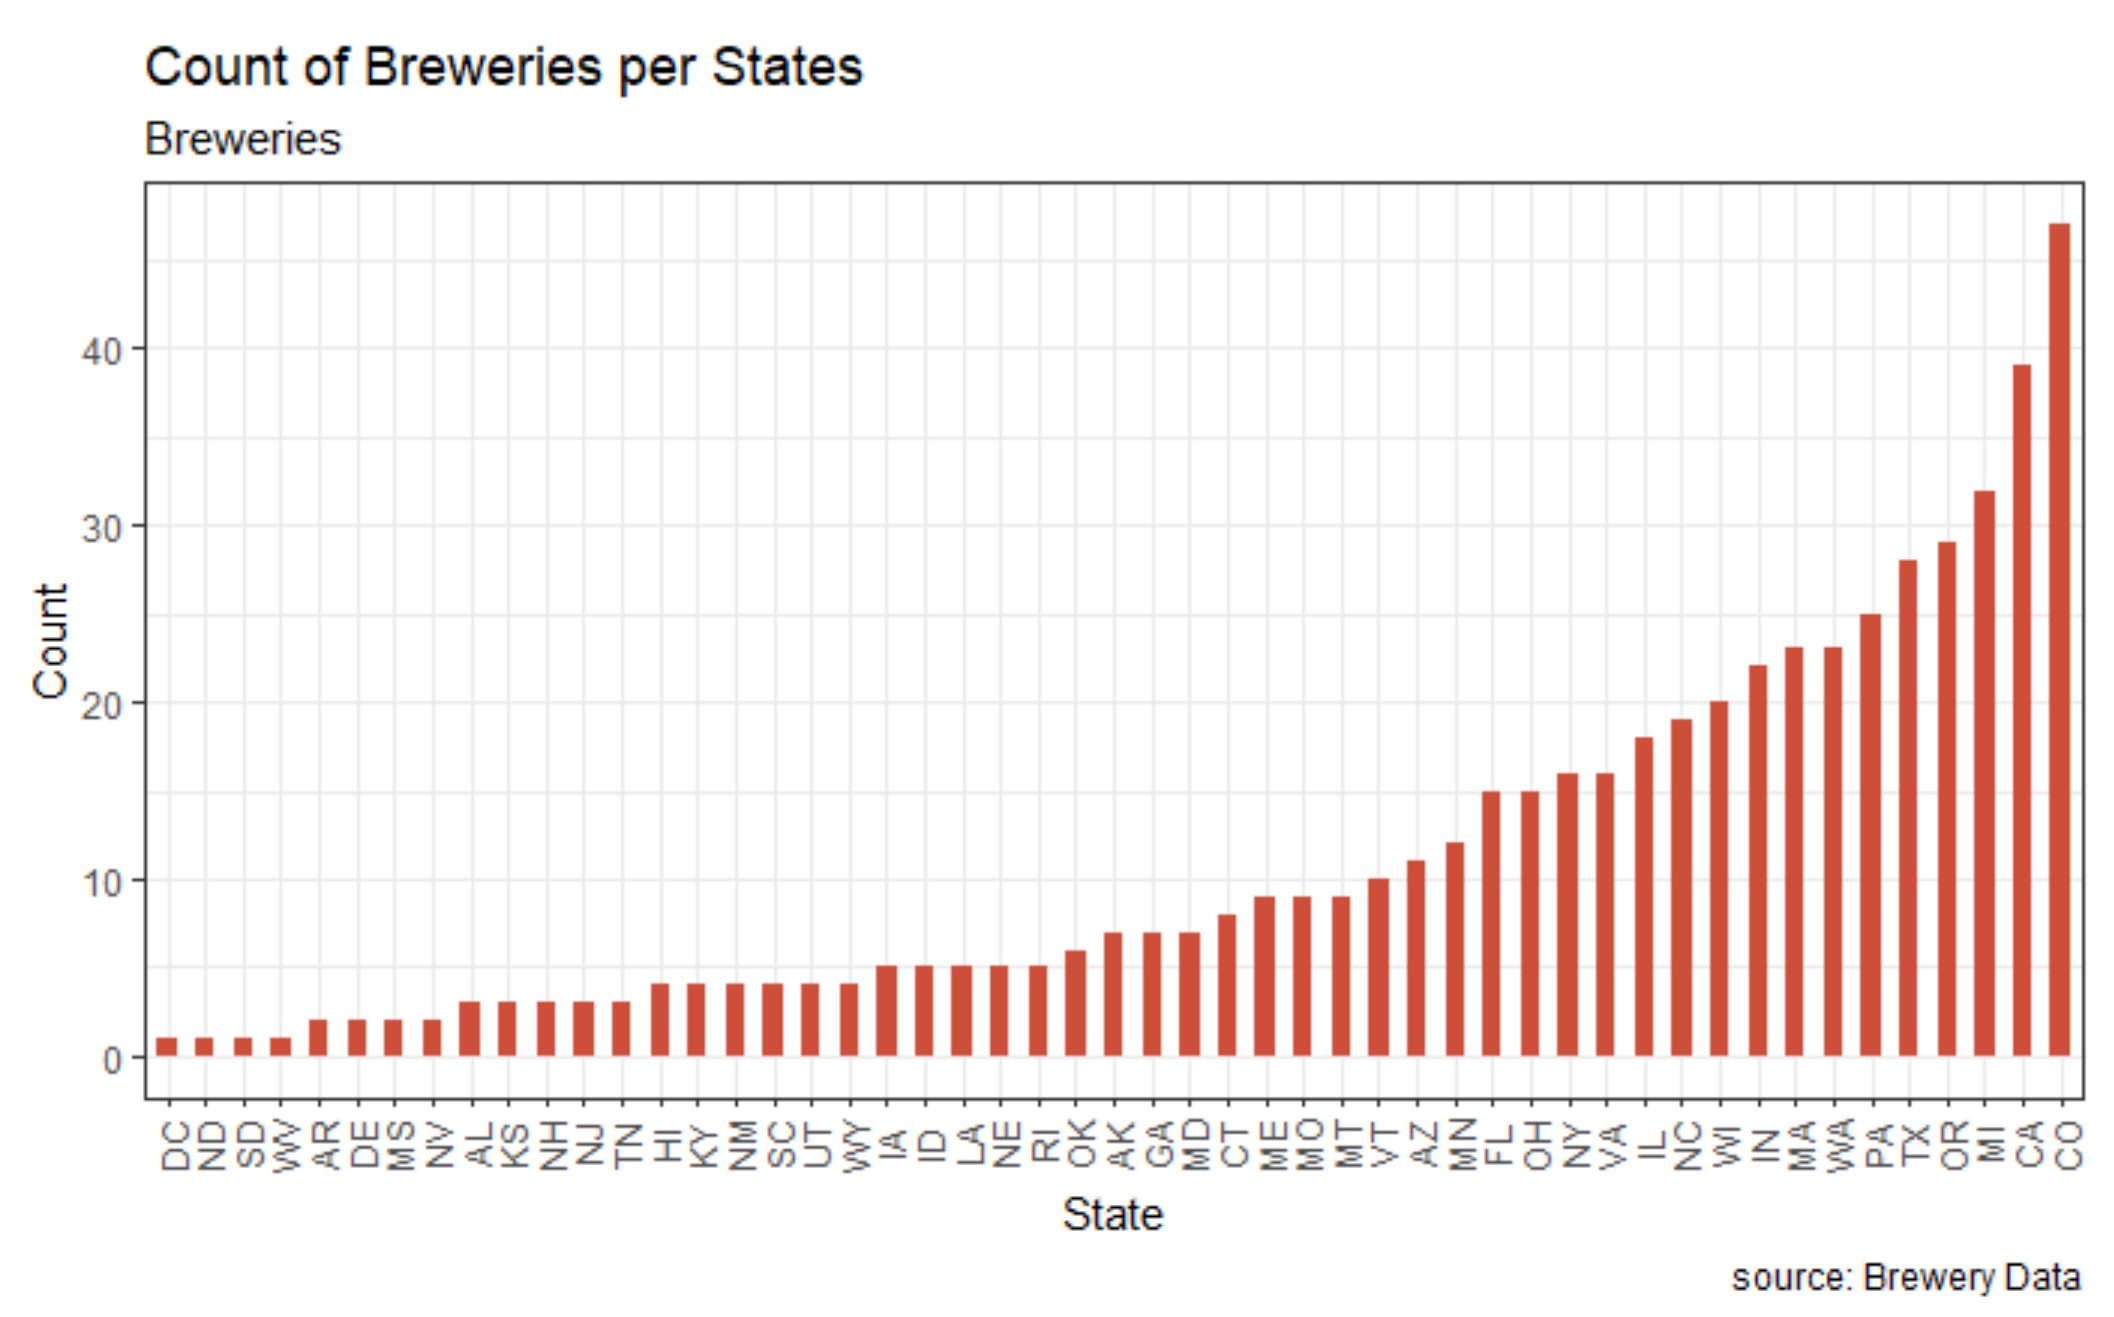 Count of Breweries per States
Breweries
Count
40
30
20
10
0
DC ND SD WV AR DE MS NV AL KS NH NJ TN HI KY NM SC UT WY IA ID LA NE RI OK AK GA MD CT ME MO MT VT AZ MN FL OH NY VA IL NC WI IN MA WA PA TX OR MI CA CO
State
source: Brewery Data